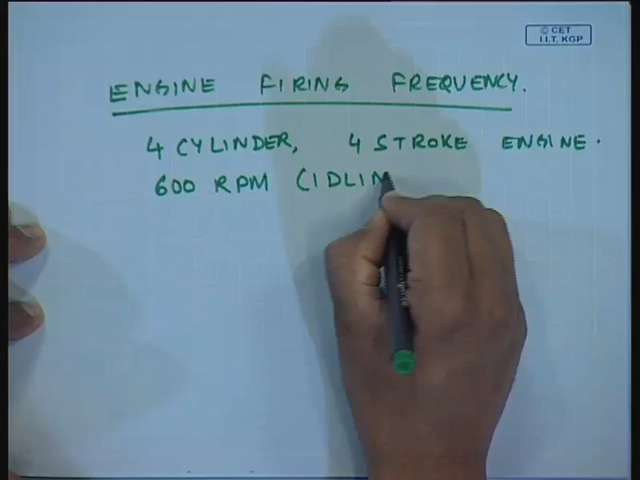 © CET
I.I.T. KGP
ENGINE FIRING FREQUENCY.
4 CYLINDER, 4 STROKE ENGINE.
600 RPM (IDLIN